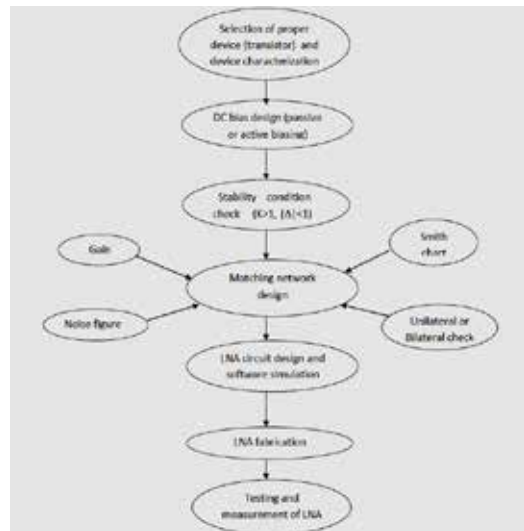 Selection of proper
device (translator) and
device characterization
DC bias design (passive
or active biasing)
Stability condition
check (K>1, |Δ|<1)
Gain
Smith
chart
Matching network
design
Noise figure
Unilateral or
Bilateral check
LNA circuit design and
software simulation
LNA fabrication
Testing and
measurement of LNA